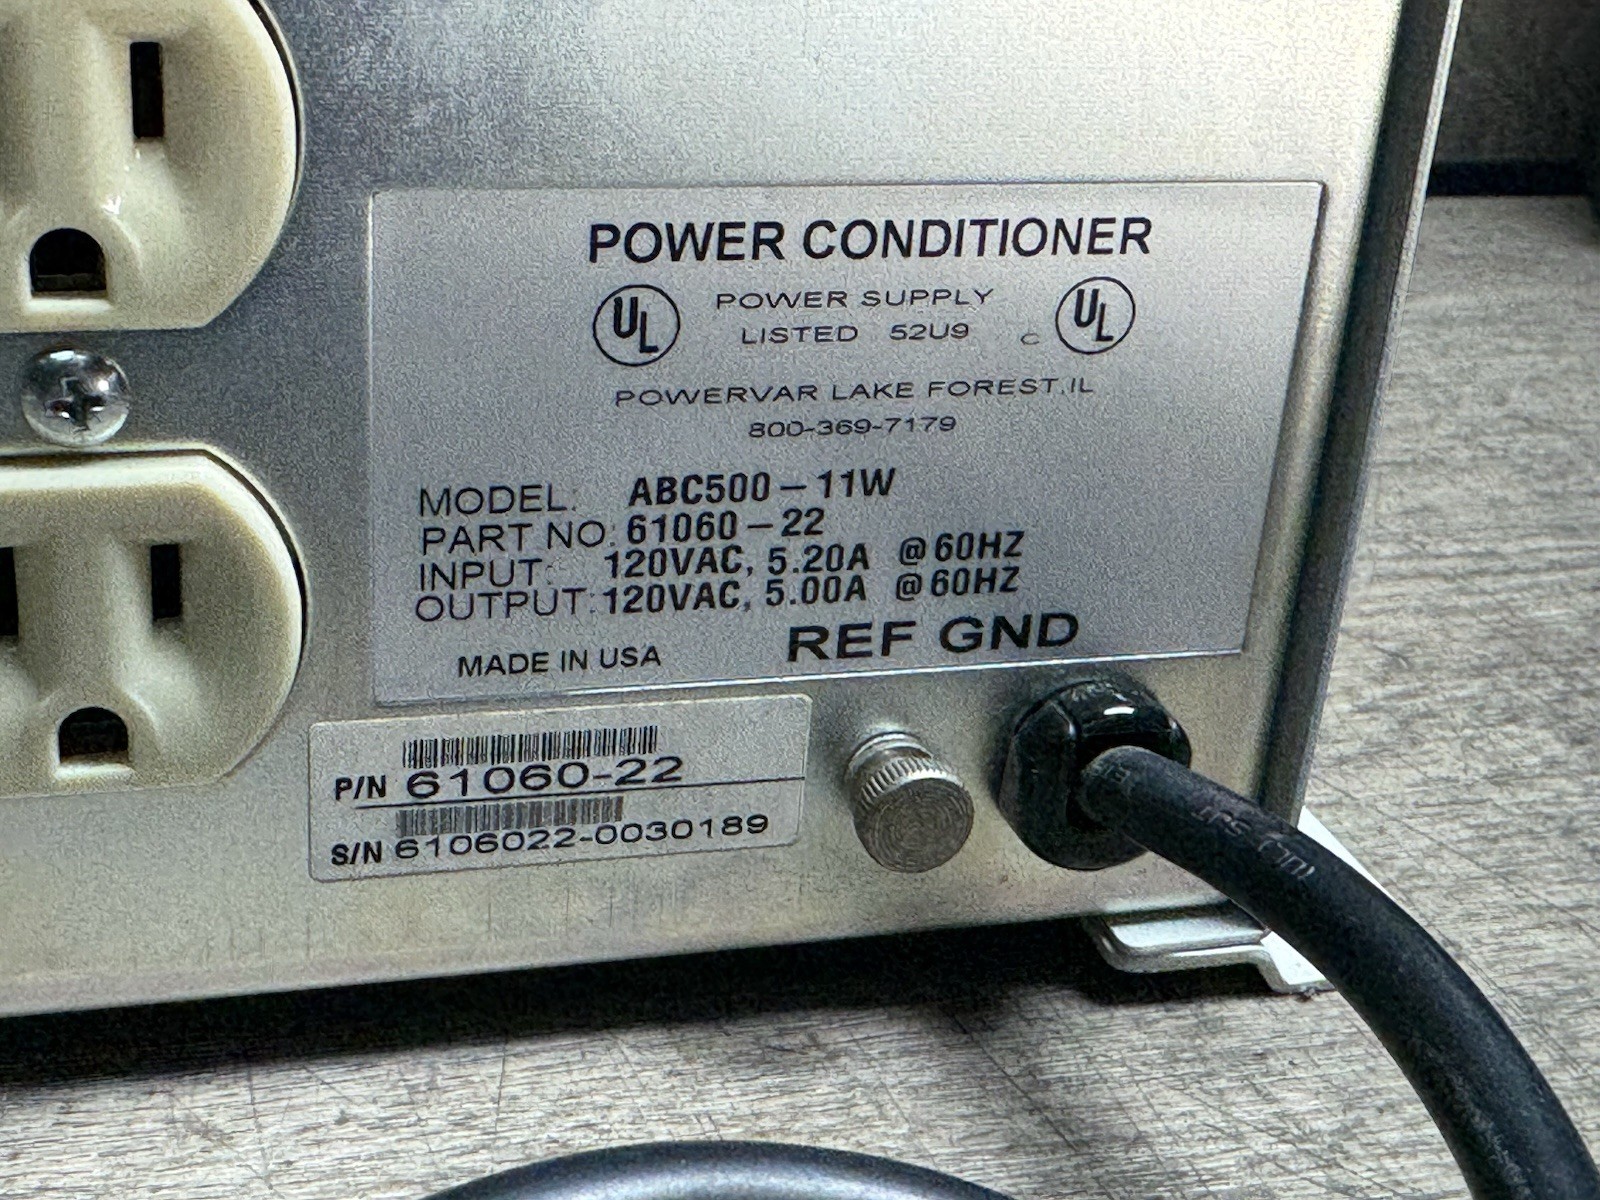 POWER CONDITIONER
UL POWER SUPPLY C UL
LISTED 52U9
POWERVAR LAKE FOREST, IL
800-369-7179
MODEL: ABC500-11W
PART NO: 61060-22
INPUT: 120VAC, 5.20A @60HZ
OUTPUT: 120VAC, 5.00A @60HZ
MADE IN USA REF GND
P/N 61060-22
S/N 6106022-0030189